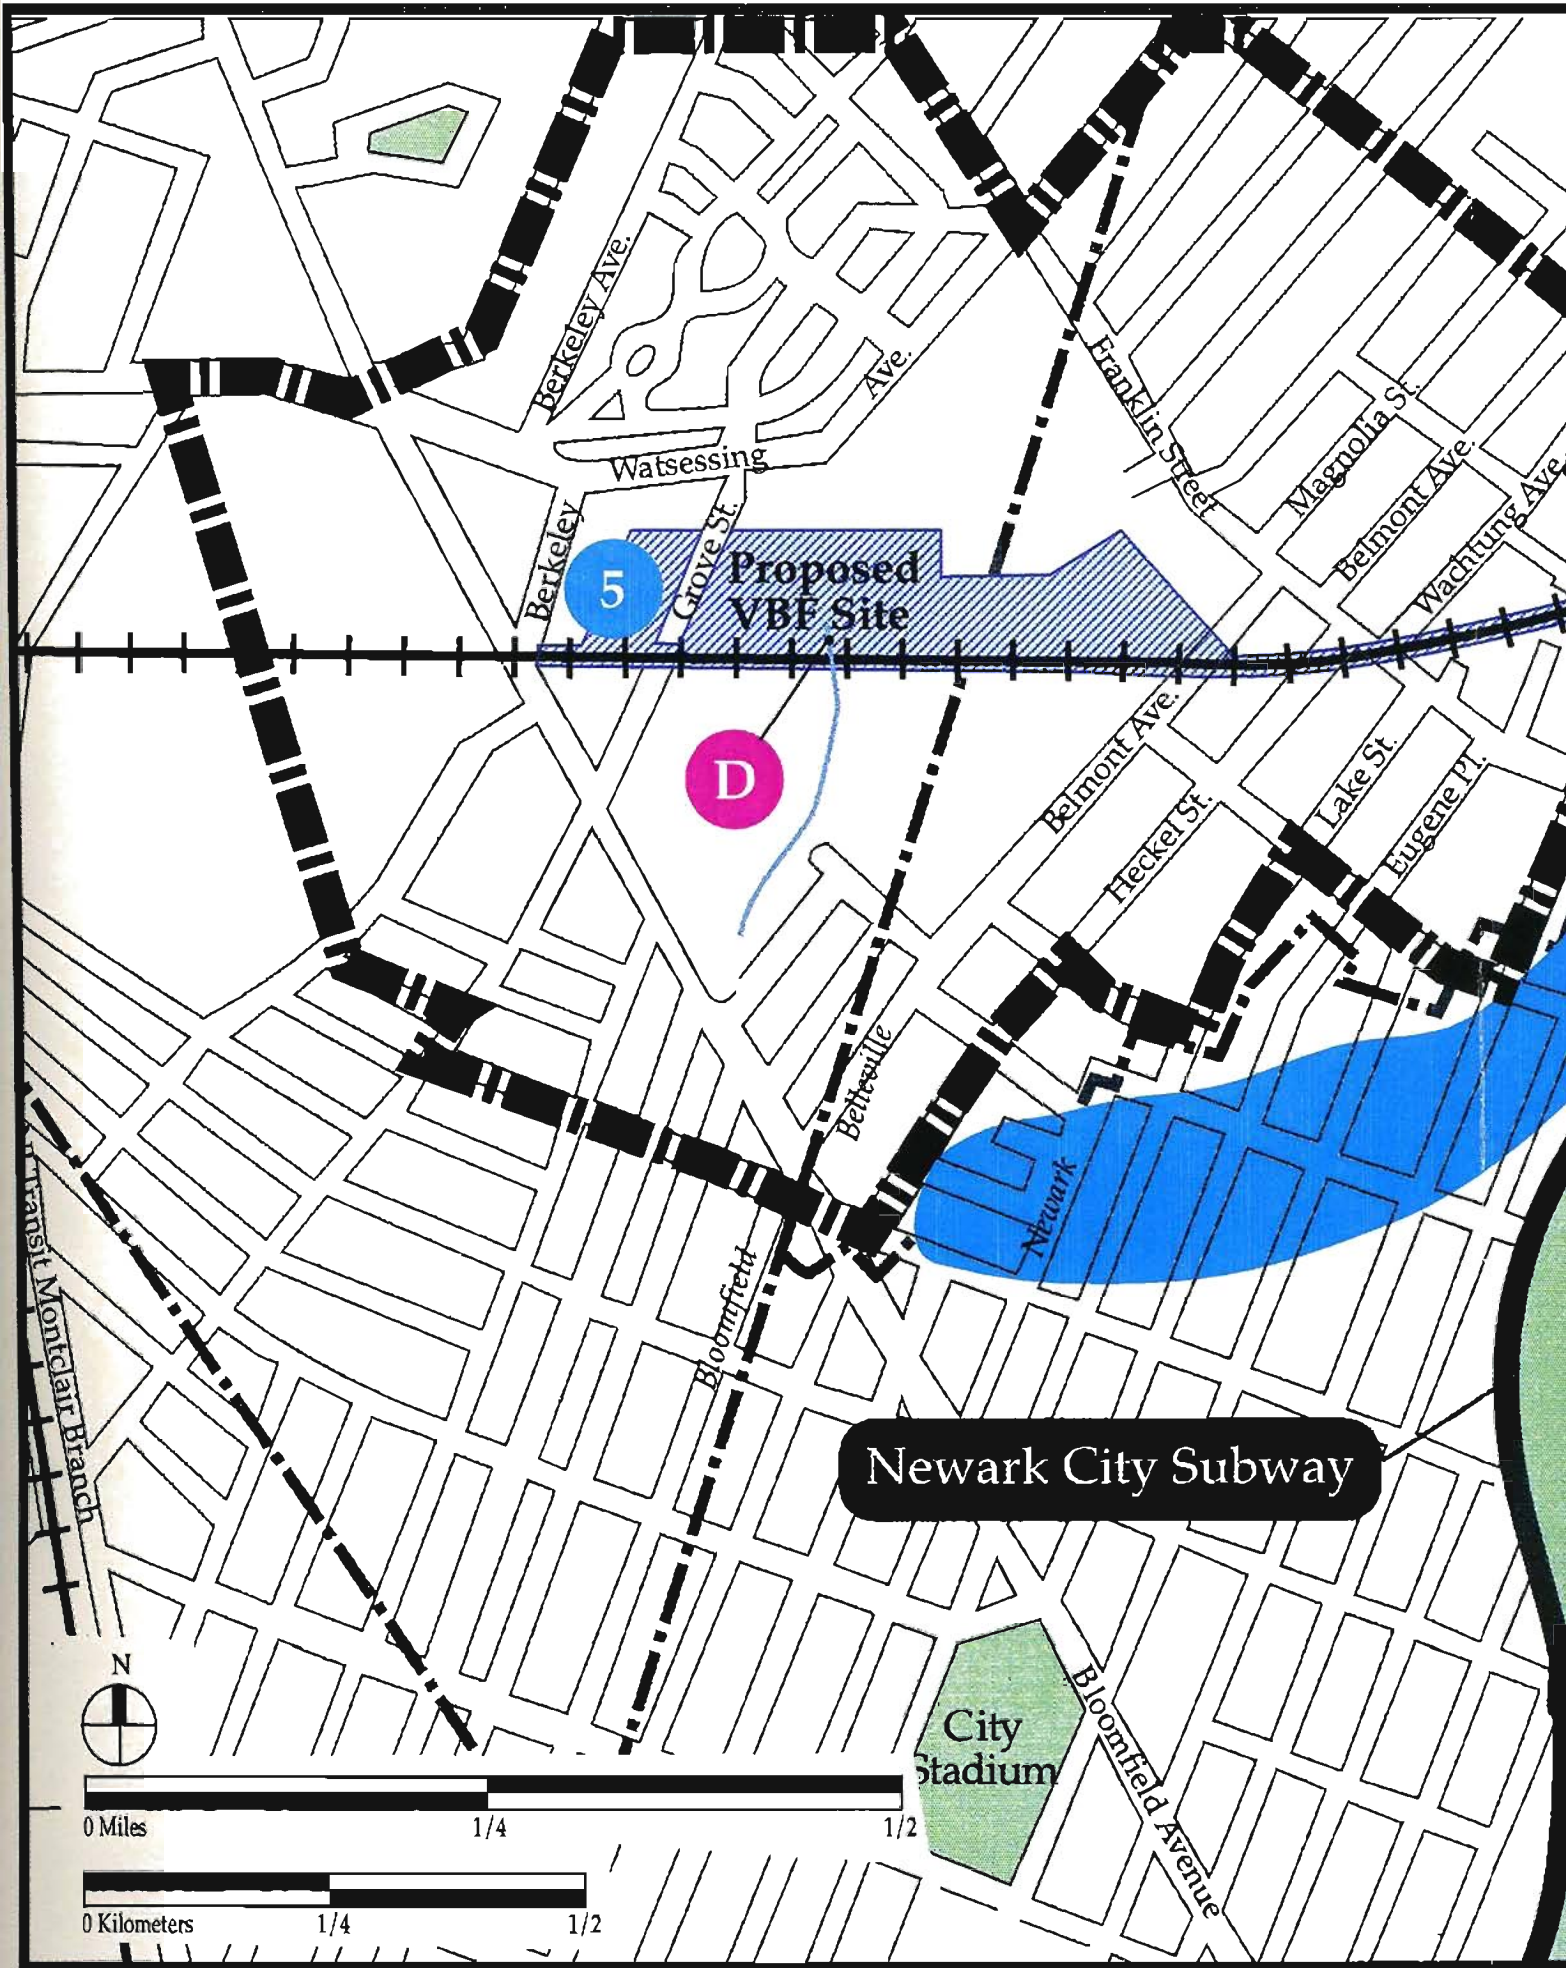 Berkeley Ave.
Ave.
Franklin Street
Magnolia St.
Belmont Ave.
Wachtung Ave.
Watsessing
Berkeley
5
Grove St.
Proposed
VBF Site
D
Belmont Ave.
Heckel St.
Lake St.
Eugene Pl.
Belleville
Newark
Bloomfield
Transit Montclair Branch
Newark City Subway
N
City
Stadium
Bloomfield Avenue
0 Miles
1/4
1/2
0 Kilometers
1/4
1/2